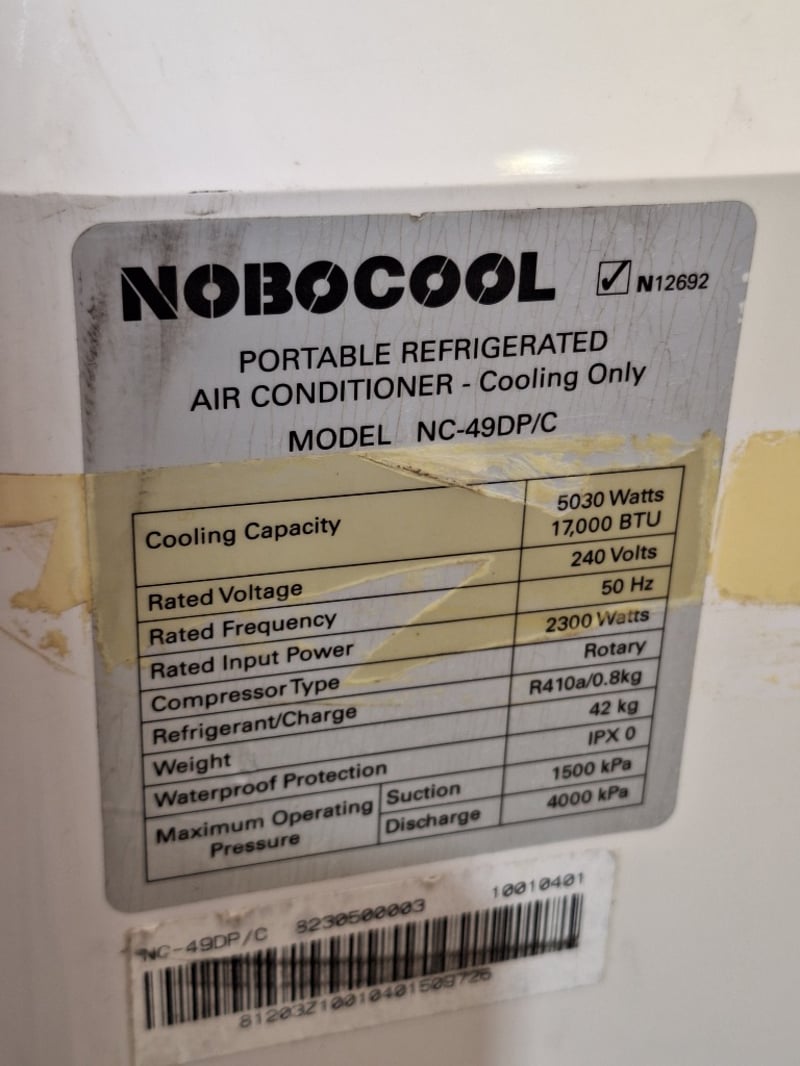 NOBOCOOL ☑ N12692
PORTABLE REFRIGERATED
AIR CONDITIONER - Cooling Only
MODEL NC-49DP/C
Cooling Capacity 5030 Watts
17,000 BTU
Rated Voltage 240 Volts
Rated Frequency 50 Hz
Rated Input Power 2300 Watts
Compressor Type Rotary
Refrigerant/Charge R410a/0.8kg
Weight 42 kg
Waterproof Protection IPX 0
Maximum Operating Pressure Suction 1500 kPa
Discharge 4000 kPa
NC-49DP/C 8230500003 10010401
81203Z10010401509726